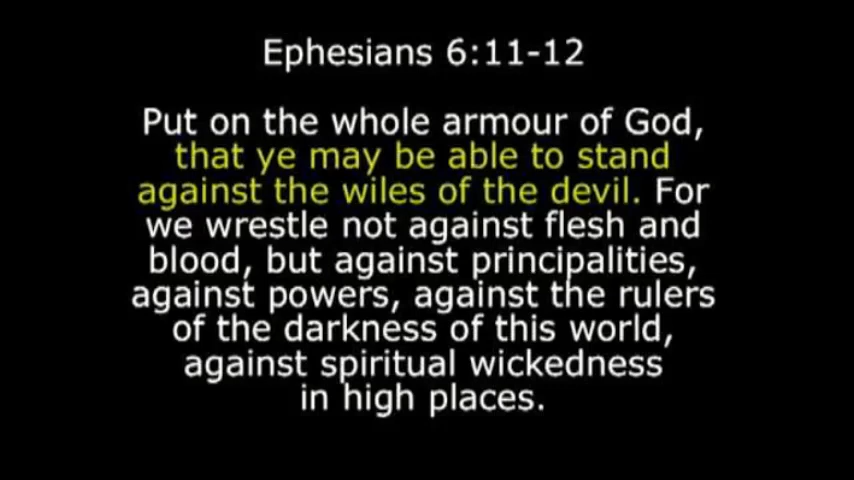 Ephesians 6:11-12
Put on the whole armour of God,
that ye may be able to stand
against the wiles of the devil. For
we wrestle not against flesh and
blood, but against principalities,
against powers, against the rulers
of the darkness of this world,
against spiritual wickedness
in high places.